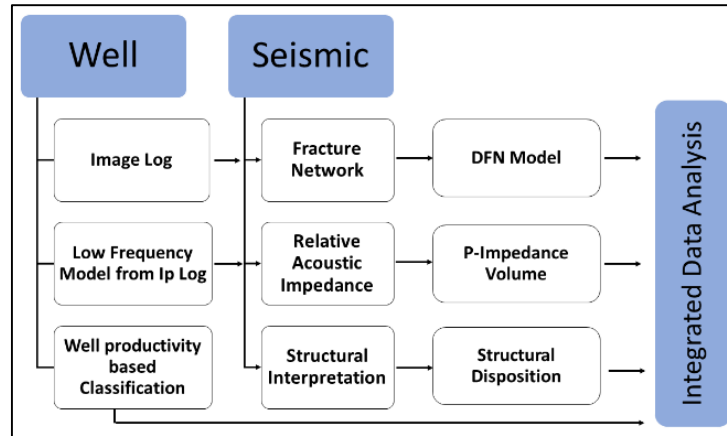 Well
Seismic
Image Log
Fracture
Network
DFN Model
Low Frequency
Model from Ip Log
Relative
Acoustic
Impedance
P-Impedance
Volume
Well productivity
based
Classification
Structural
Interpretation
Structural
Disposition
Integrated Data Analysis